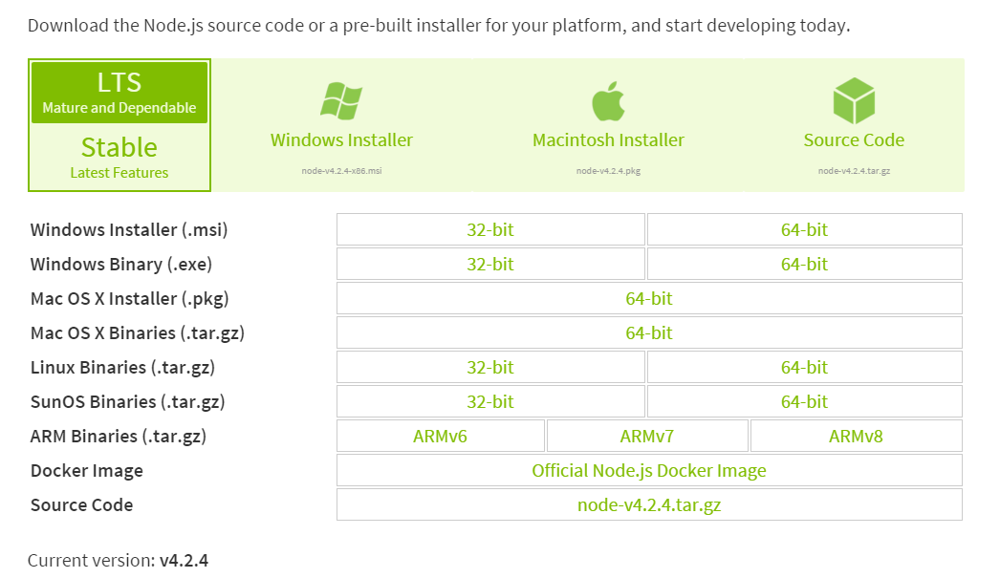 Download the Node.js source code or a pre-built installer for your platform, and start developing today.
LTS
Mature and Dependable
Stable
Latest Features
Windows Installer
node-v4.2.4-x86.msi
Macintosh Installer
node-v4.2.4.pkg
Source Code
node-v4.2.4.tar.gz
Windows Installer (.msi) 32-bit 64-bit
Windows Binary (.exe) 32-bit 64-bit
Mac OS X Installer (.pkg) 64-bit
Mac OS X Binaries (.tar.gz) 64-bit
Linux Binaries (.tar.gz) 32-bit 64-bit
SunOS Binaries (.tar.gz) 32-bit 64-bit
ARM Binaries (.tar.gz) ARMv6 ARMv7 ARMv8
Docker Image Official Node.js Docker Image
Source Code node-v4.2.4.tar.gz
Current version: v4.2.4